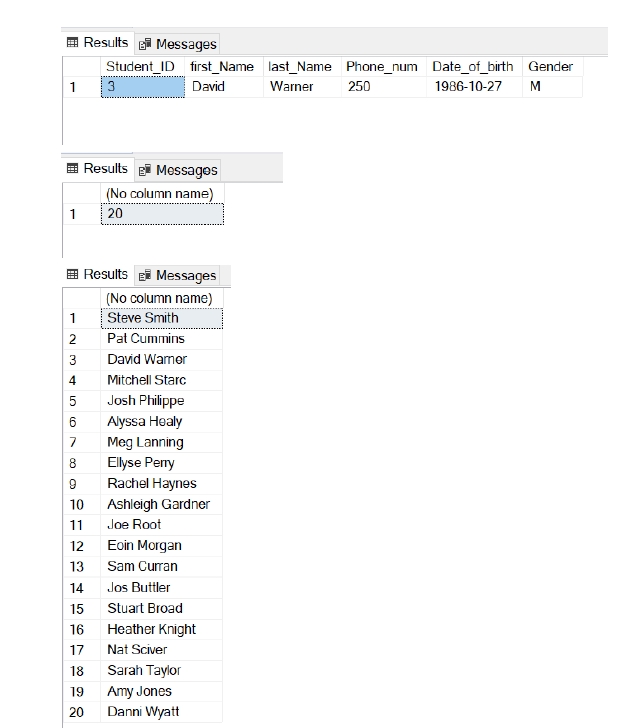 Results Messages
Student_ID first_Name last_Name Phone_num Date_of_birth Gender
1 3 David Warner 250 1986-10-27 M
Results Messages
(No column name)
1 20
Results Messages
(No column name)
1 Steve Smith
2 Pat Cummins
3 David Warner
4 Mitchell Starc
5 Josh Philippe
6 Alyssa Healy
7 Meg Lanning
8 Ellyse Perry
9 Rachel Haynes
10 Ashleigh Gardner
11 Joe Root
12 Eoin Morgan
13 Sam Curran
14 Jos Buttler
15 Stuart Broad
16 Heather Knight
17 Nat Sciver
18 Sarah Taylor
19 Amy Jones
20 Danni Wyatt